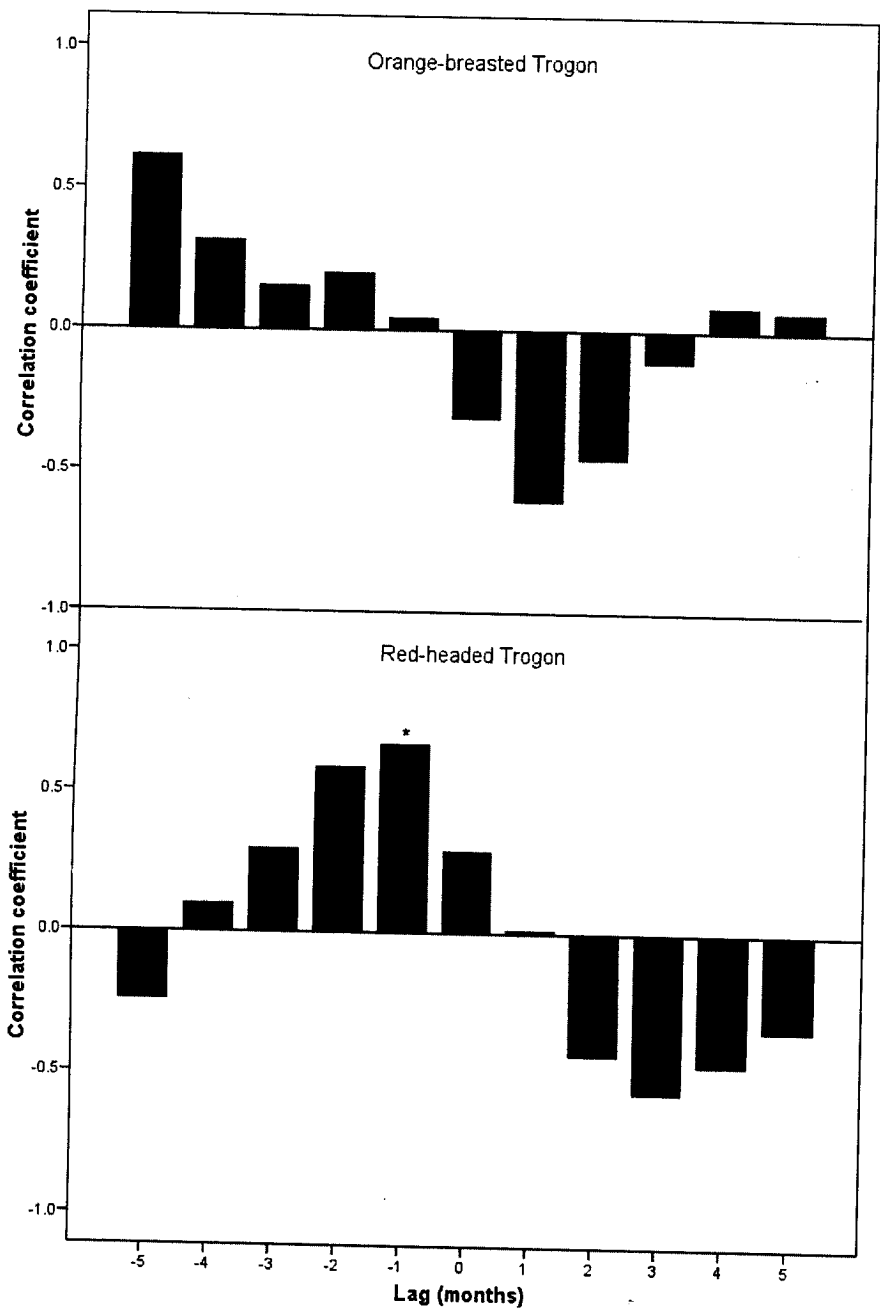 Orange-breasted Trogon
1.0
0.5
0.0
-0.5
-1.0
Correlation coefficient
Red-headed Trogon
*
1.0
0.5
0.0
-0.5
-1.0
Correlation coefficient
-5 -4 -3 -2 -1 0 1 2 3 4 5
Lag (months)